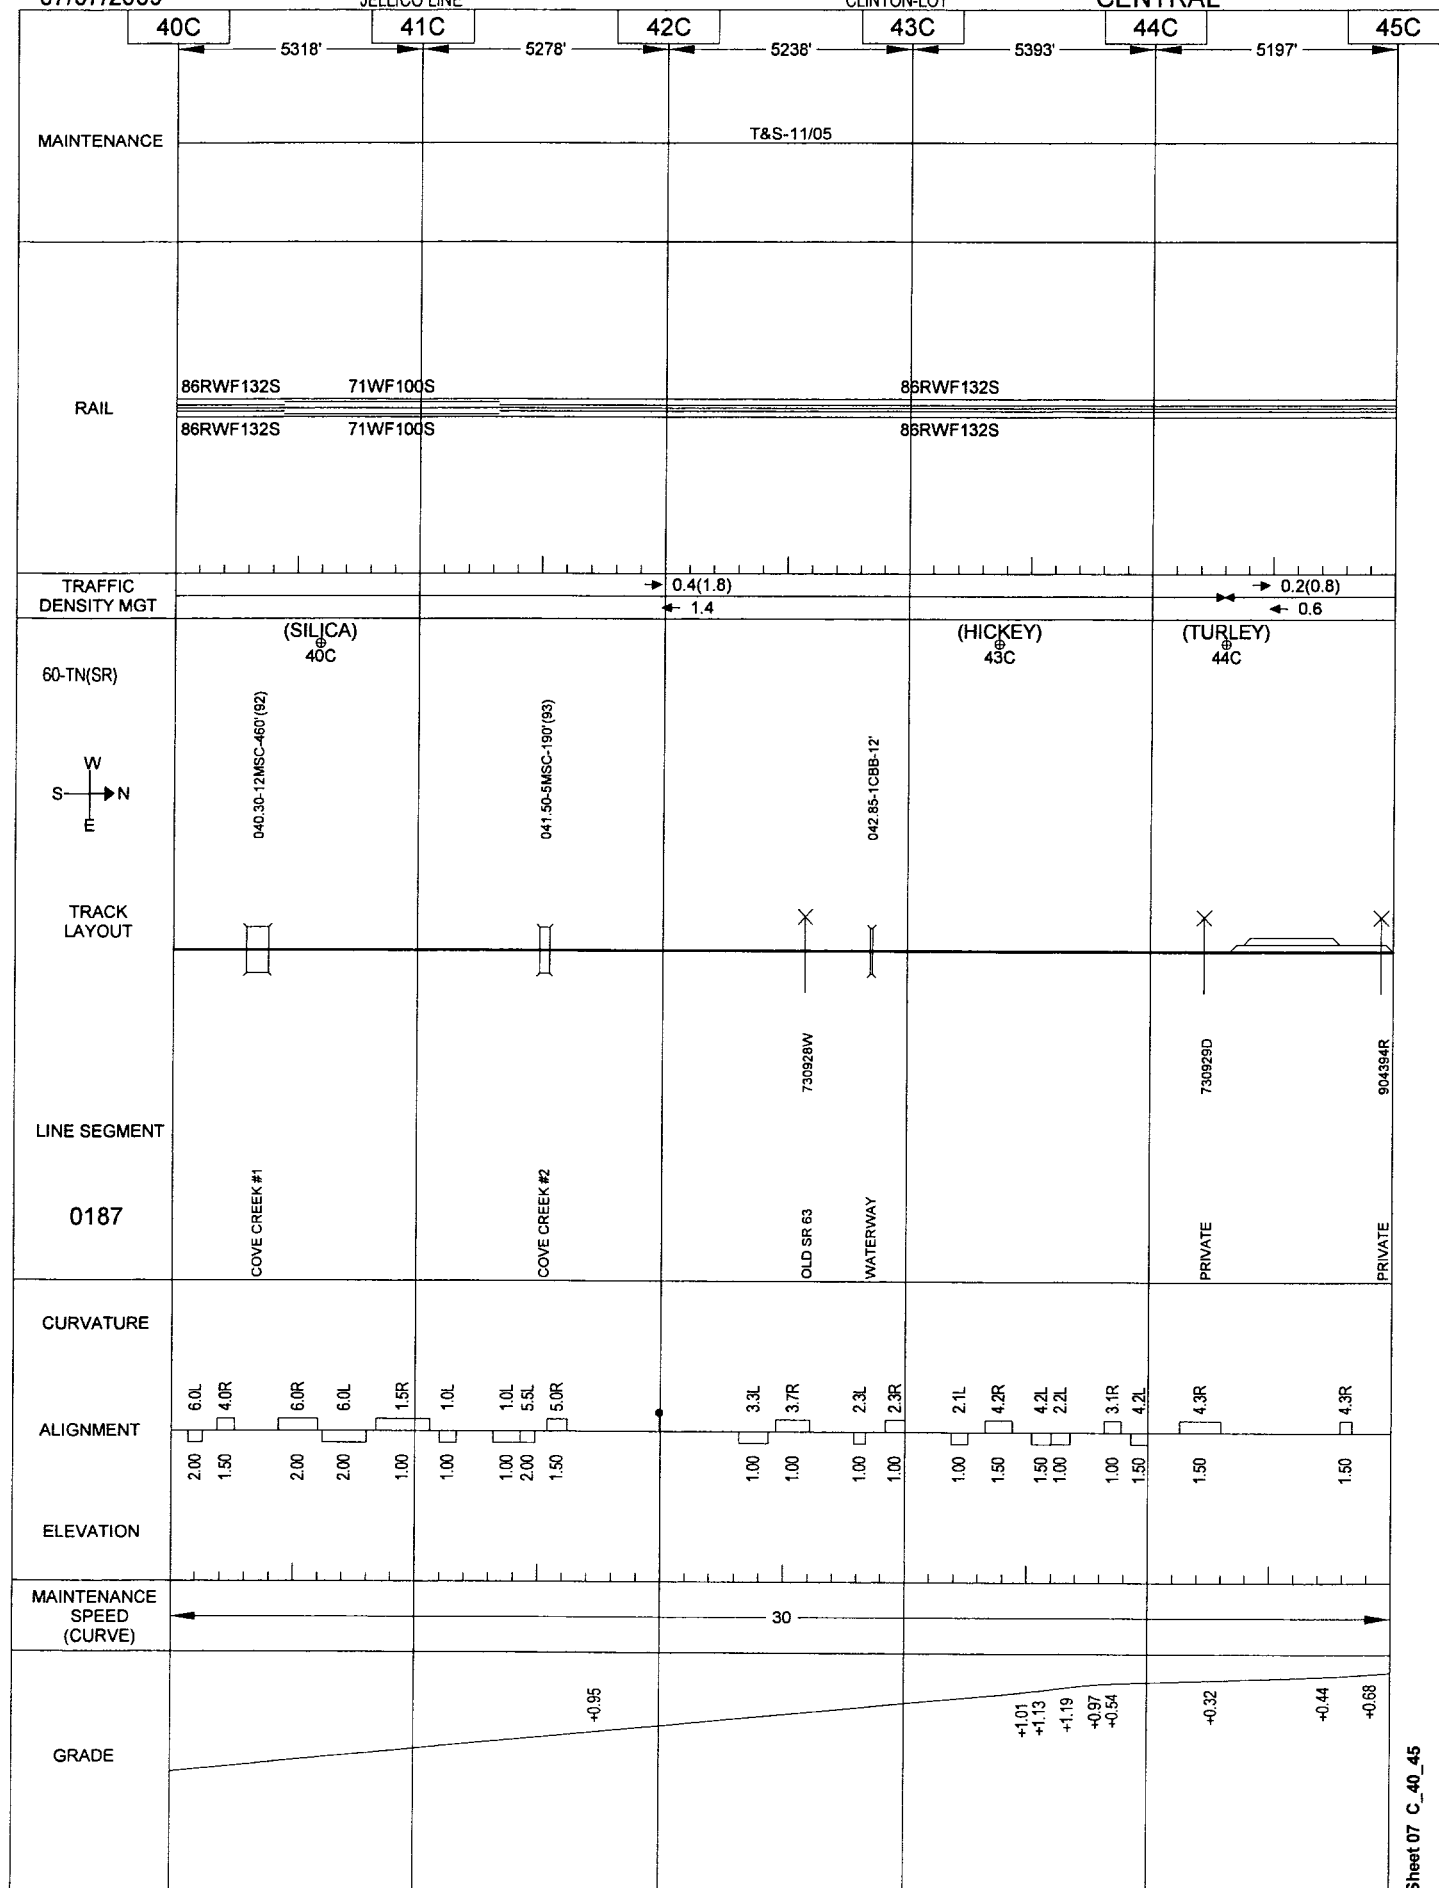 JELLICO LINE CLINTON-LOT CENTRAL
40C 41C 42C 43C 44C 45C
5318' 5278' 5238' 5393' 5197'
MAINTENANCE T&S-11/05
86RWF132S 71WF100S 86RWF132S
RAIL
86RWF132S 71WF100S 86RWF132S
TRAFFIC
DENSITY MGT
0.4(1.8) 0.2(0.8)
1.4 0.6
(SILICA) (HICKEY) (TURLEY)
40C 43C 44C
60-TN(SR)
040.30-12MSC-460'(92)
041.50-5MSC-190'(93)
042.85-1CBB-12'
W
S N
E
TRACK
LAYOUT
730928W
730929D
904394R
LINE SEGMENT
0187
COVE CREEK #1
COVE CREEK #2
OLD SR 63
WATERWAY
PRIVATE
PRIVATE
CURVATURE
6.0L 4.0R 6.0R 6.0L 1.5R 1.0L 1.0L 5.5L 5.0R 3.3L 3.7R 2.3L 2.3R 2.1L 4.2R 4.2L 2.2L 3.1R 4.2L 4.3R 4.3R
ALIGNMENT
2.00 1.50 2.00 2.00 1.00 1.00 1.00 2.00 1.50 1.00 1.00 1.00 1.00 1.00 1.50 1.50 1.00 1.00 1.50 1.50 1.50
ELEVATION
MAINTENANCE
SPEED
(CURVE)
30
GRADE
+0.95 +1.01 +1.13 +1.19 +0.97 +0.54 +0.32 +0.44 +0.68
Sheet 07 C_40_45